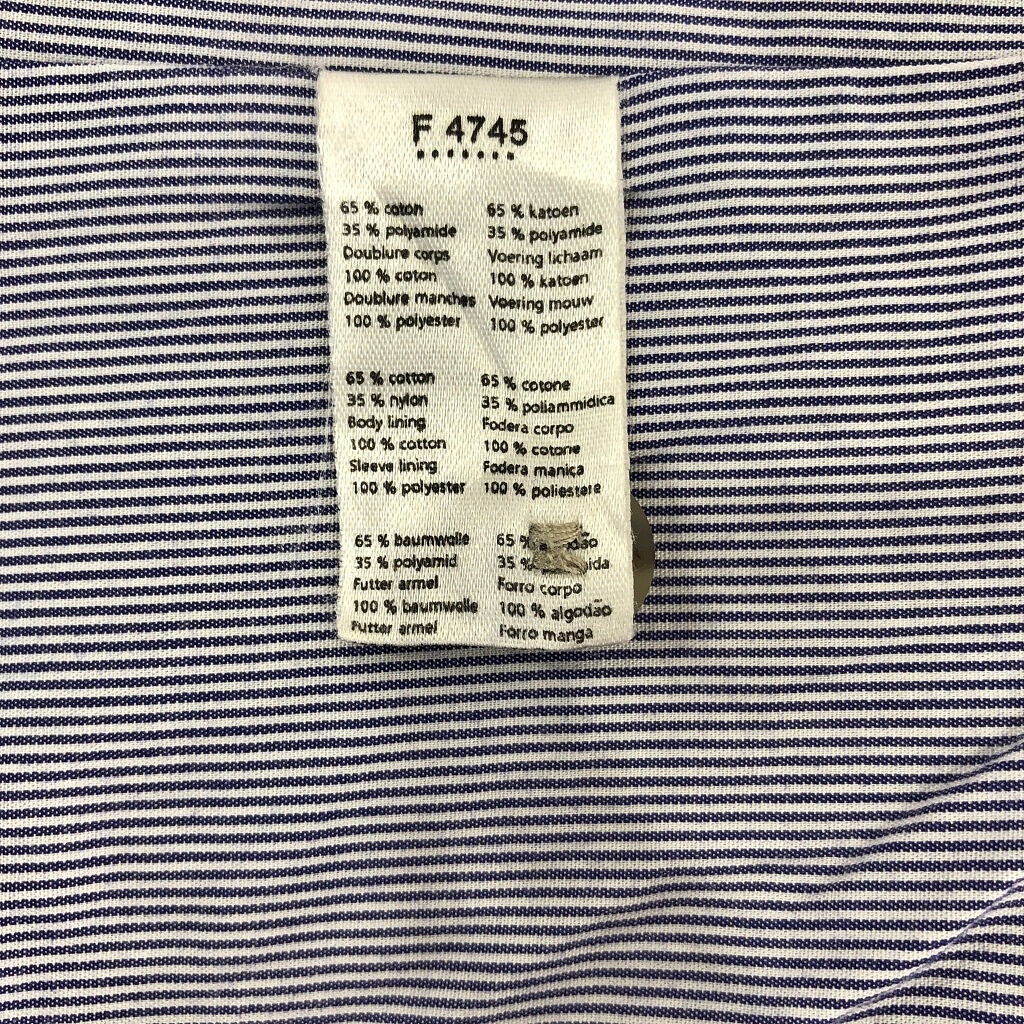 F 4745
65 % coton
35 % polyamide
Doublure corps
100 % coton
Doublure manches
100 % polyester
65 % katoen
35 % polyamide
Voering lichaam
100 % katoen
Voering mouw
100 % polyester
65 % cotton
35 % nylon
Body lining
100 % cotton
Sleeve lining
100 % polyester
65 % cotone
35 % poliammidica
Fodera corpo
100 % cotone
Fodera manica
100 % poliestere
65 % baumwolle
35 % polyamid
Futter armel
100 % baumwolle
Futter armel
65 %
35 %
Forro corpo
100 % algodão
Forro manga